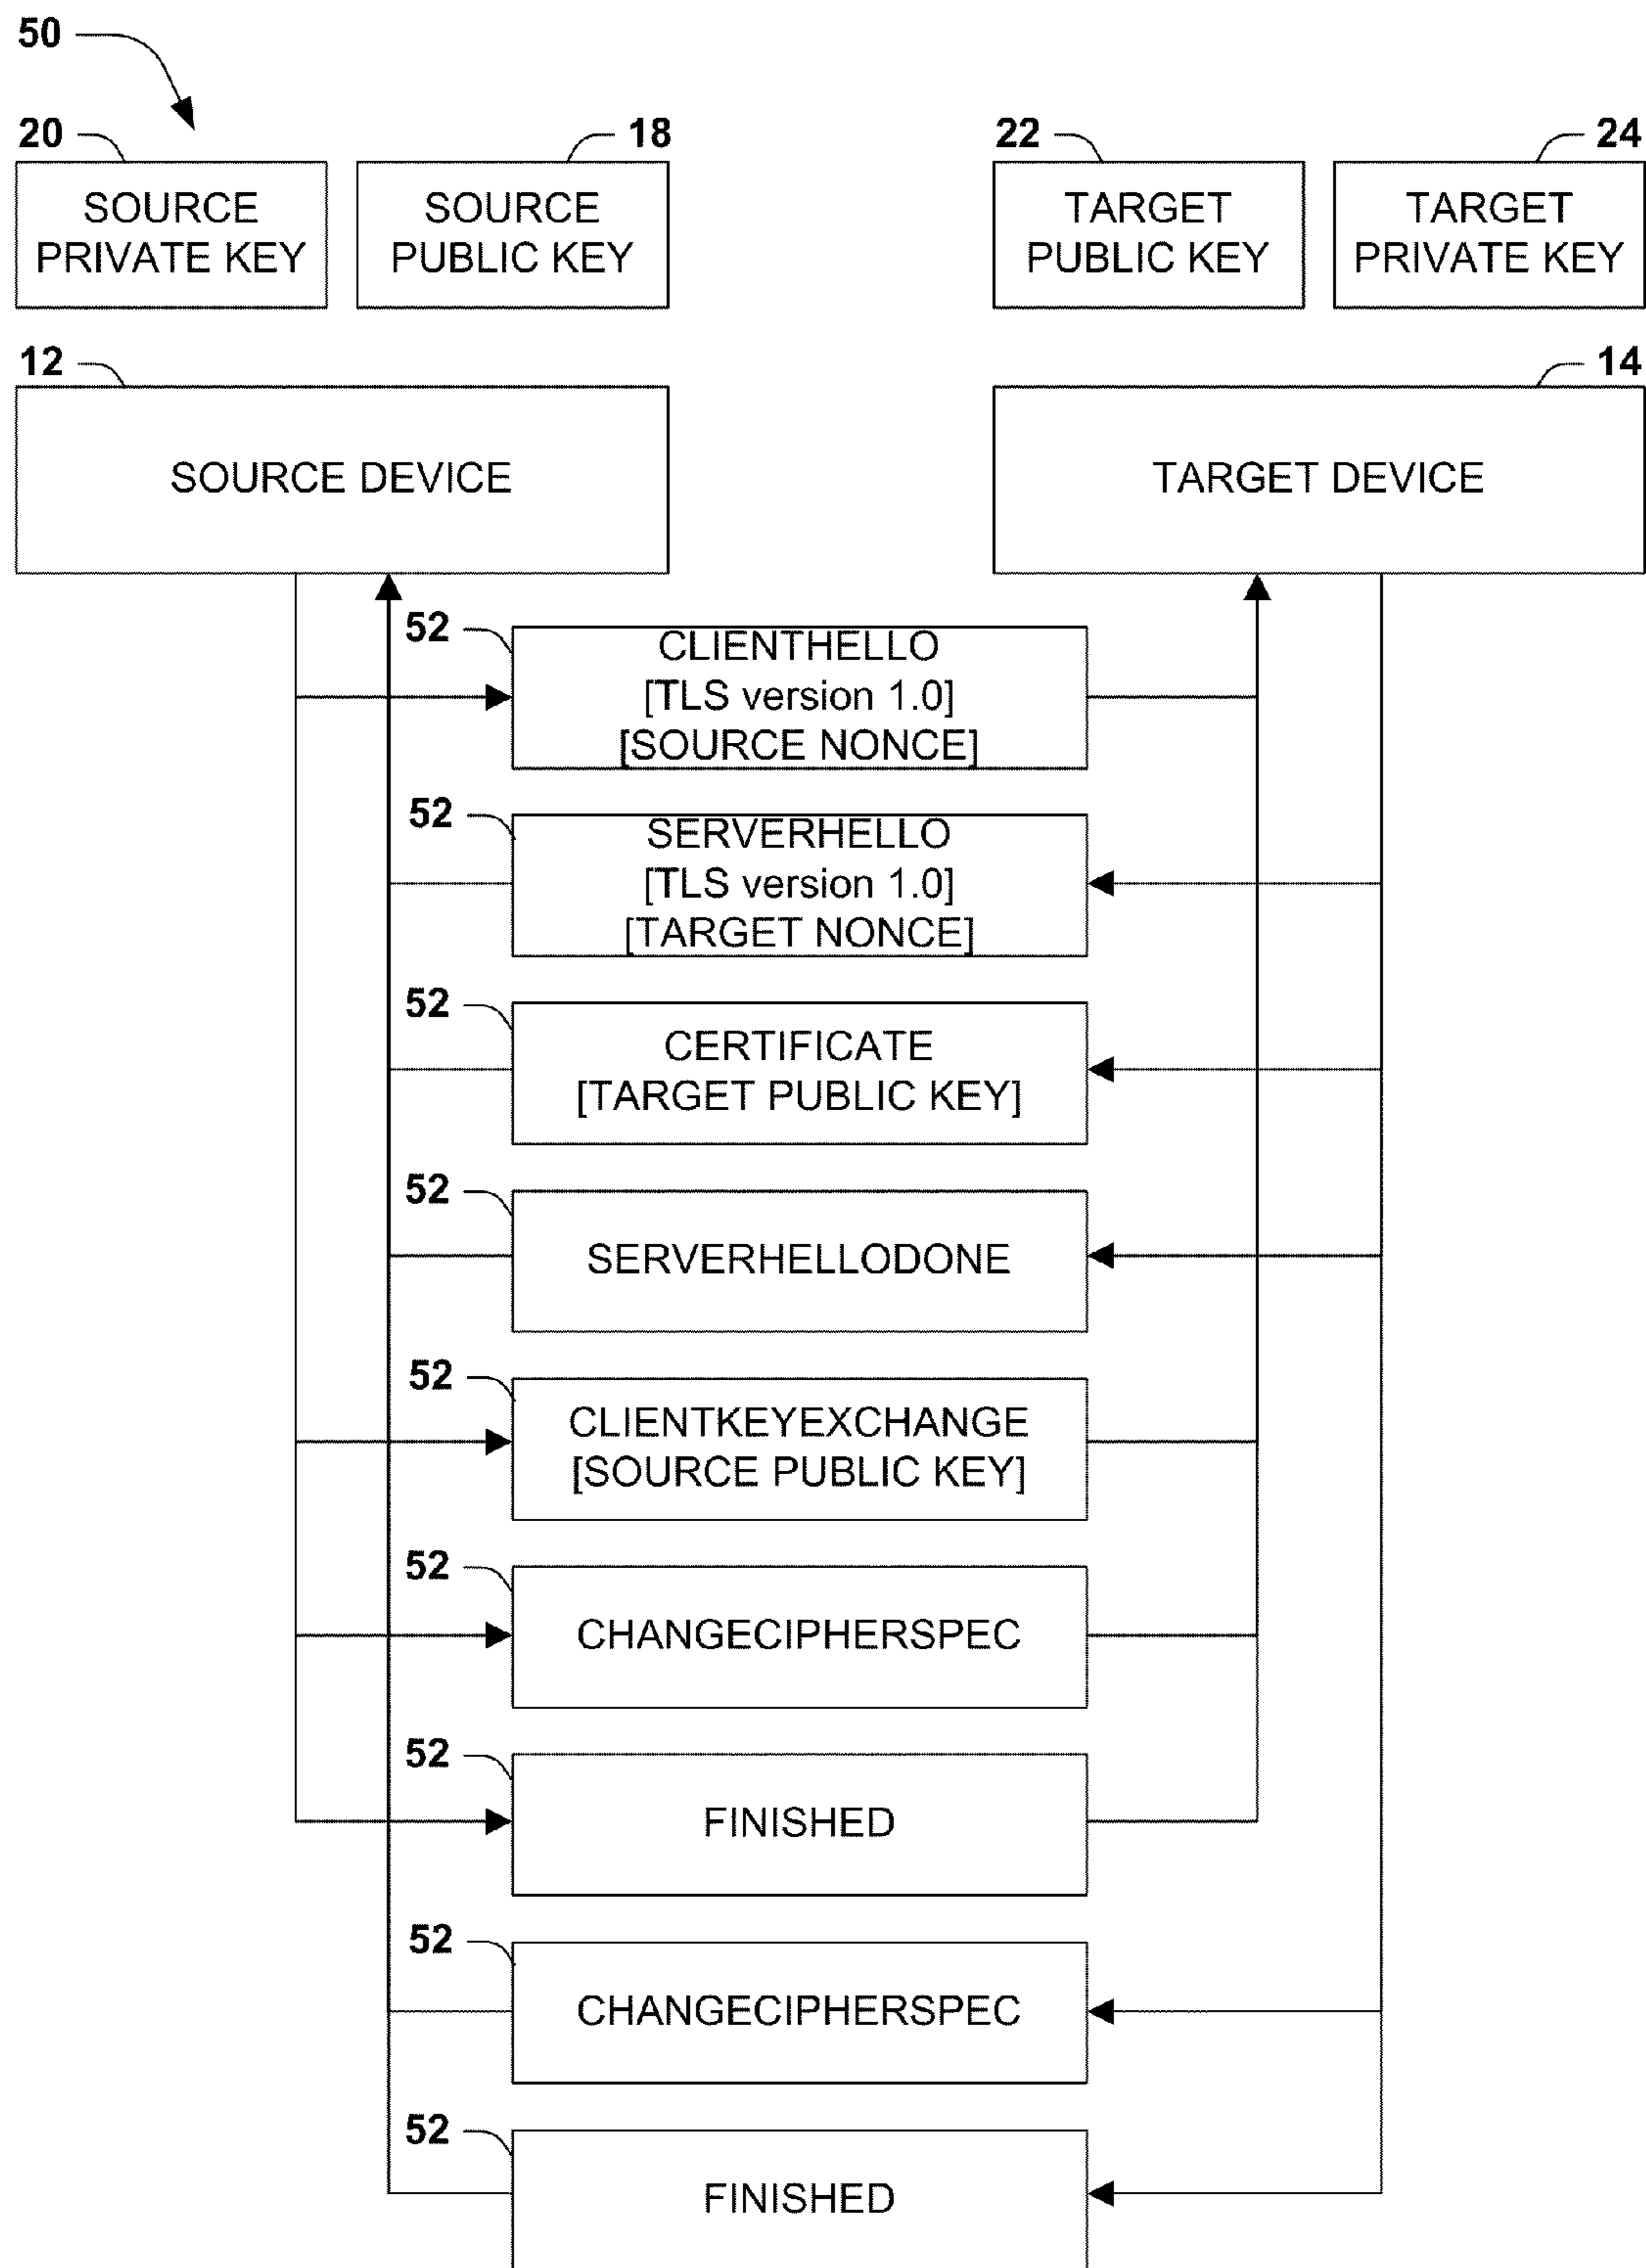 50
20
18
22
24
SOURCE
PRIVATE KEY
SOURCE
PUBLIC KEY
TARGET
PUBLIC KEY
TARGET
PRIVATE KEY
12
14
SOURCE DEVICE
TARGET DEVICE
52
CLIENTHELLO
[TLS version 1.0]
[SOURCE NONCE]
52
SERVERHELLO
[TLS version 1.0]
[TARGET NONCE]
52
CERTIFICATE
[TARGET PUBLIC KEY]
52
SERVERHELLODONE
52
CLIENTKEYEXCHANGE
[SOURCE PUBLIC KEY]
52
CHANGECIPHERSPEC
52
FINISHED
52
CHANGECIPHERSPEC
52
FINISHED